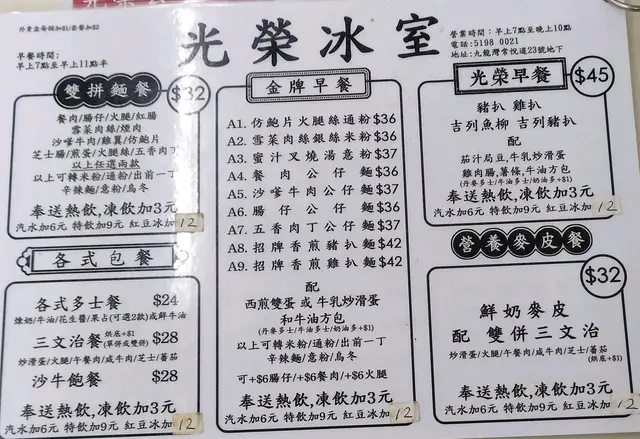 外賣盒每個加$1/套餐加$2
光榮冰室
早餐時間:
早上7點至早上11點半
營業時間:早上7點至晚上10點
電話:5198 0021
地址:九龍灣常悅道23號地下
雙拼麵餐 $32
餐肉/腸仔/火腿/紅腸
雪菜肉絲/煙肉
沙嗲牛肉/雞翼/仿鮑片
芝士腸/煎蛋/火腿絲/五香肉丁
以上任選兩款
以上可轉米粉/通粉/出前一丁
辛辣麵/意粉/烏冬
奉送熱飲,凍飲加3元
汽水加6元 特飲加9元 紅豆冰加12
各式包餐
各式多士餐 $24
煉奶/牛油/花生醬/果占(可選2款)或鮮牛油
三文治餐 (烘底+$1 (單併或雙併) $28
炒滑蛋/火腿/午餐肉/咸牛肉/芝士/蕃茄
沙牛飽餐 $28
奉送熱飲,凍飲加3元
汽水加6元 特飲加9元 紅豆冰加12
金牌早餐
A1. 仿鮑片火腿絲通粉$36
A2. 雪菜肉絲銀絲米粉$36
A3. 蜜汁叉燒湯意粉$37
A4. 餐肉公仔麵$36
A5. 沙嗲牛肉公仔麵$37
A6. 腸仔公仔麵$36
A7. 五香肉丁公仔麵$37
A8. 招牌香煎豬扒麵$42
A9. 招牌香煎雞扒麵$42
配
西煎雙蛋 或 牛乳炒滑蛋
和牛油方包
(丹麥多士/牛油多士/奶油多士+$1)
以上可轉米粉/通粉/出前一丁
辛辣麵/意粉/烏冬
可+$6腸仔/+$6餐肉/+$6火腿
奉送熱飲,凍飲加3元
汽水加6元 特飲加9元 紅豆冰加12
光榮早餐 $45
豬扒 雞扒
吉列魚柳 吉列豬扒
配
茄汁焗豆,牛乳炒滑蛋
雞肉腸,薯條,牛油方包
(丹麥多士/牛油多士/奶油多士+$1)
奉送熱飲,凍飲加3元
汽水加6元 特飲加9元 紅豆冰加12
營養麥皮餐
$32
鮮奶麥皮
配 雙併三文治
炒滑蛋/火腿/午餐肉/咸牛肉/芝士/蕃茄
(烘底+$1)
奉送熱飲,凍飲加3元
汽水加6元 特飲加9元 紅豆冰加12